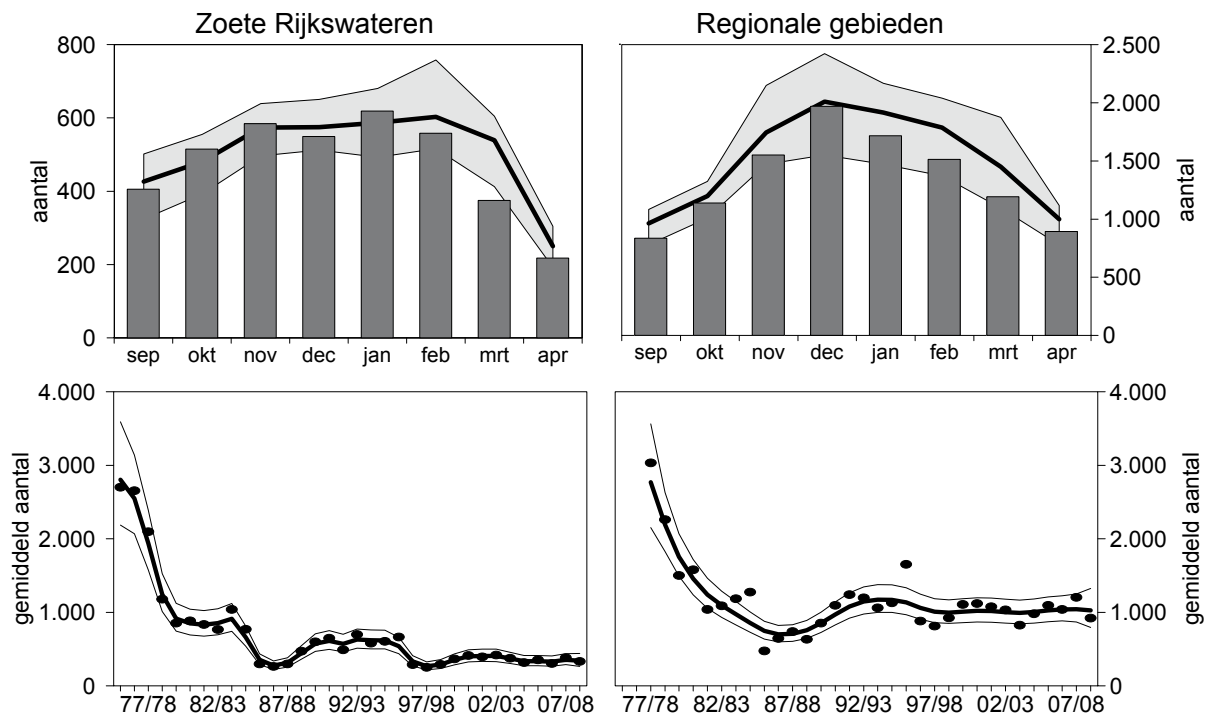 Zoete Rijkswateren
Regionale gebieden
800
600
400
200
0
aantal
sep okt nov dec jan feb mrt apr
2.500
2.000
1.500
1.000
500
0
aantal
sep okt nov dec jan feb mrt apr
4.000
3.000
2.000
1.000
0
gemiddeld aantal
77/78 82/83 87/88 92/93 97/98 02/03 07/08
4.000
3.000
2.000
1.000
0
gemiddeld aantal
77/78 82/83 87/88 92/93 97/98 02/03 07/08